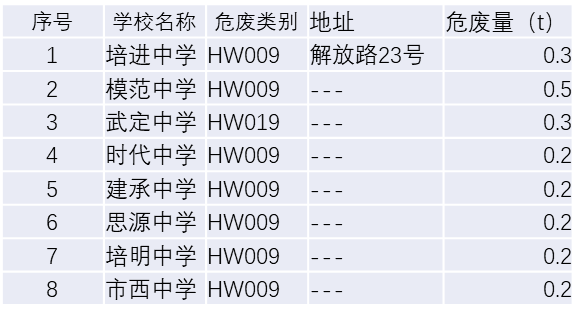 序号 学校名称 危废类别 地址 危废量（t）
1 培进中学 HW009 解放路23号 0.3
2 模范中学 HW009 --- 0.5
3 武定中学 HW019 --- 0.3
4 时代中学 HW009 --- 0.2
5 建承中学 HW009 --- 0.2
6 思源中学 HW009 --- 0.2
7 培明中学 HW009 --- 0.2
8 市西中学 HW009 --- 0.2